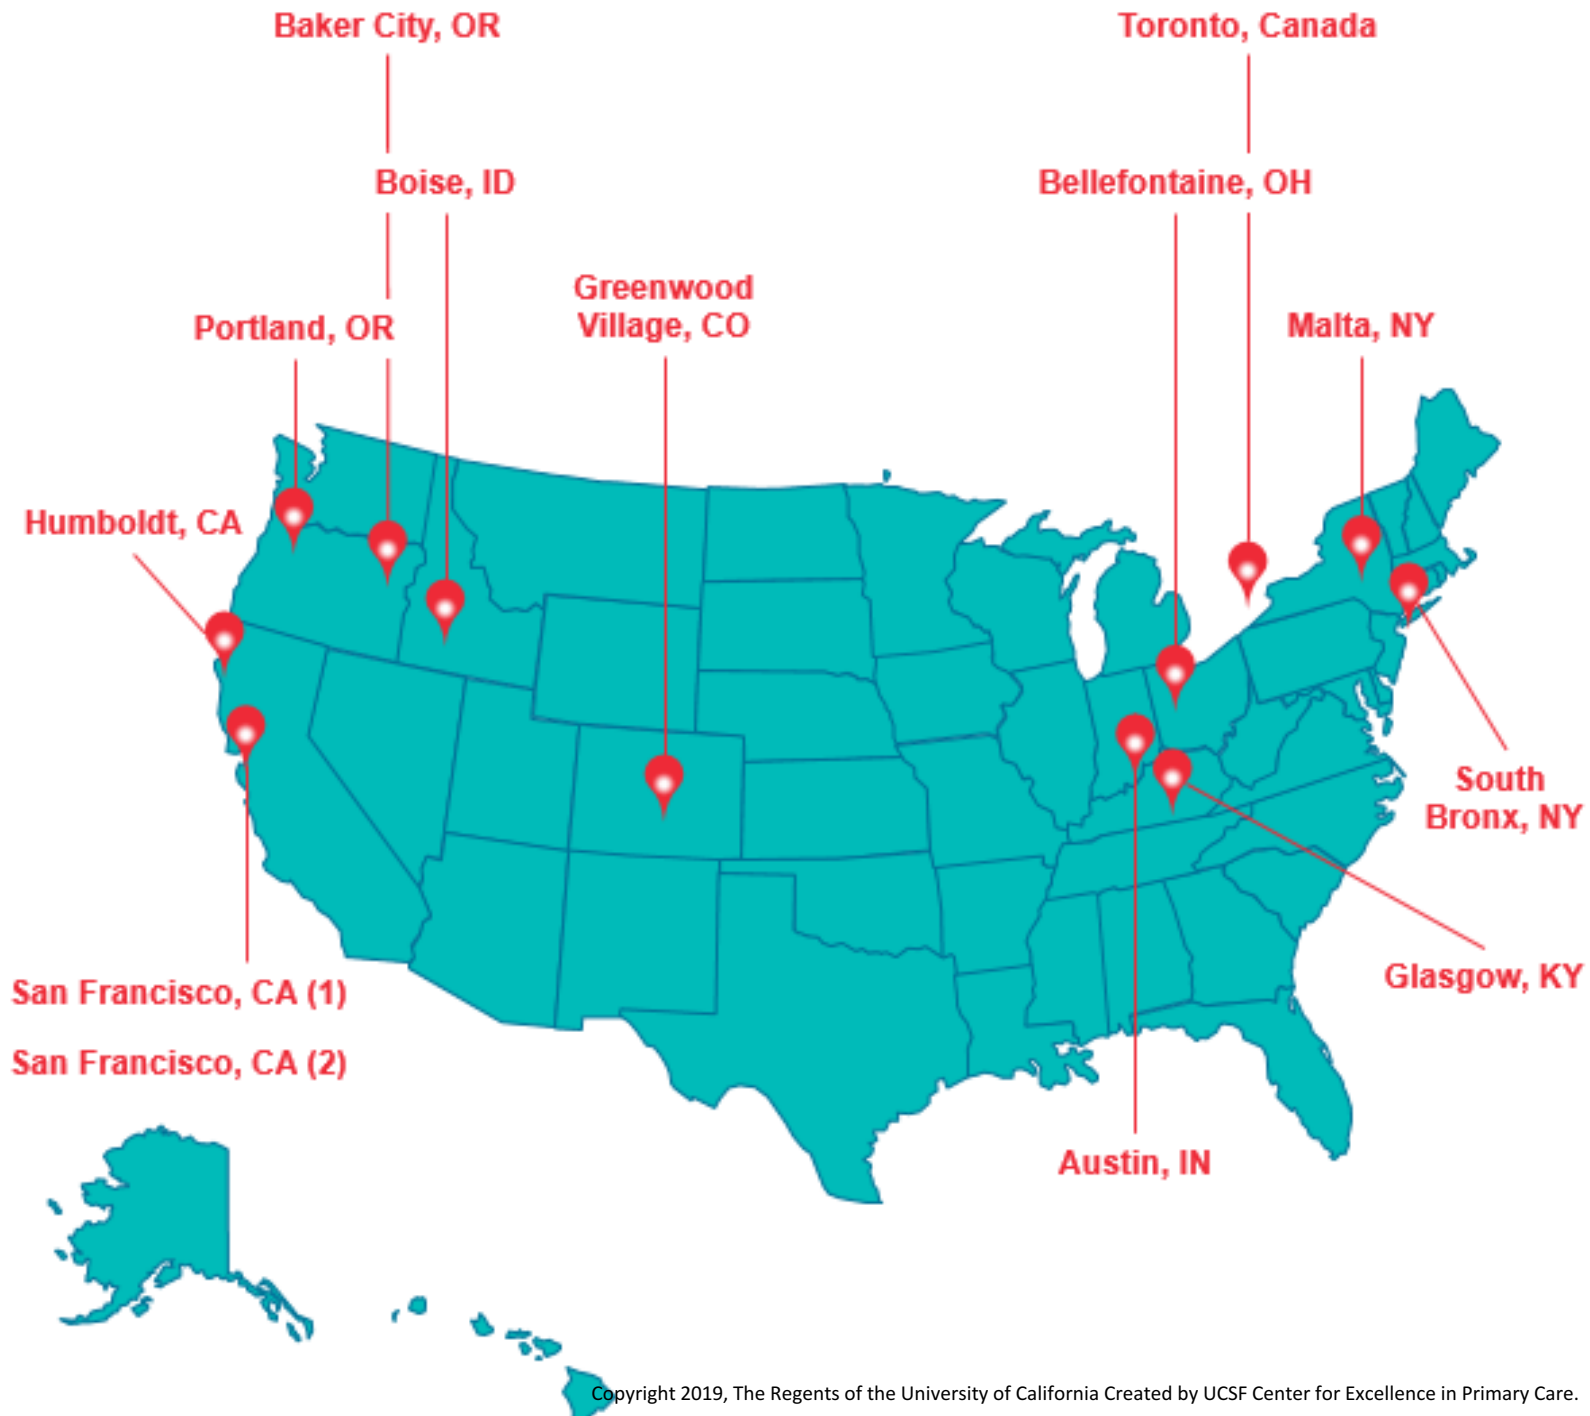 Baker City, OR
Toronto, Canada
Boise, ID
Bellefontaine, OH
Greenwood
Village, CO
Portland, OR
Malta, NY
Humboldt, CA
South
Bronx, NY
Glasgow, KY
San Francisco, CA (1)
San Francisco, CA (2)
Austin, IN
Copyright 2019, The Regents of the University of California Created by UCSF Center for Excellence in Primary Care.